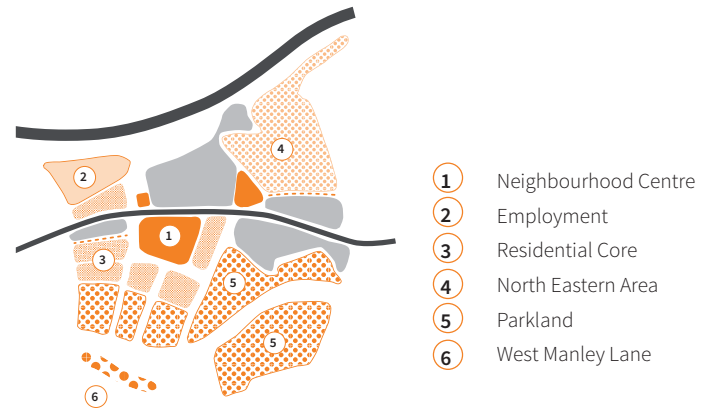 4
2
1
3
5
5
6
1 Neighbourhood Centre
2 Employment
3 Residential Core
4 North Eastern Area
5 Parkland
6 West Manley Lane